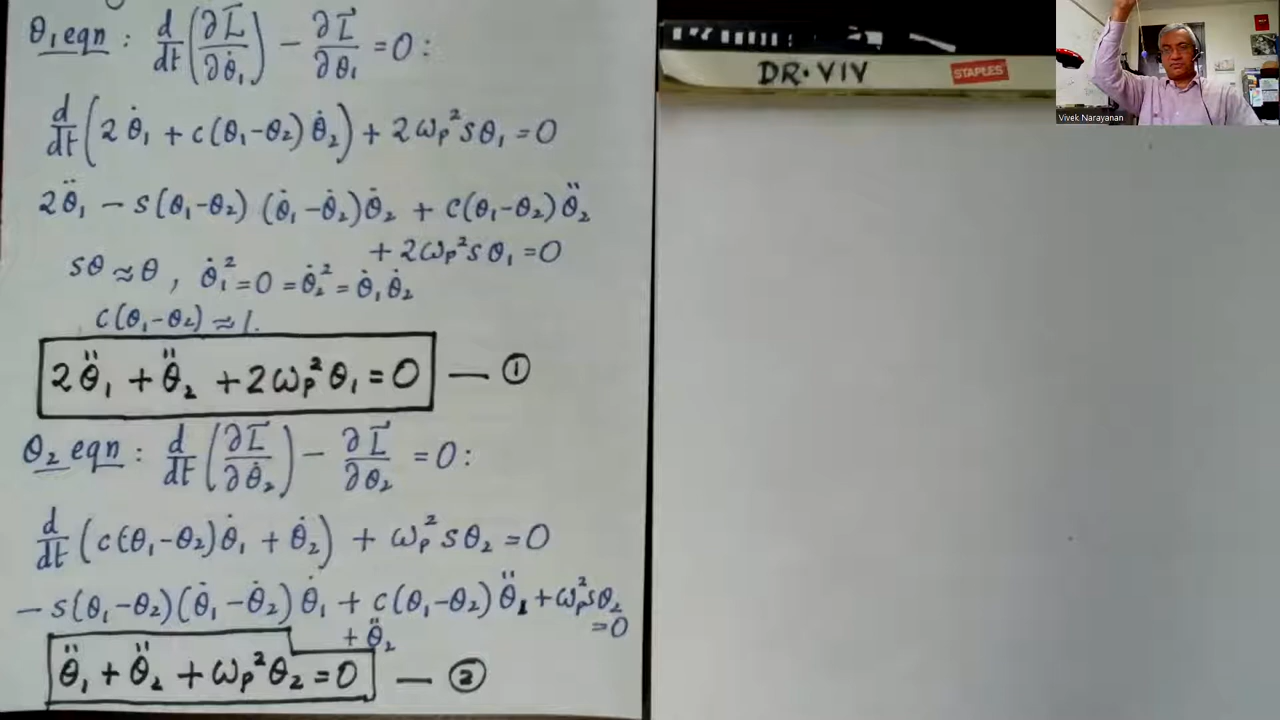 θ₁ eqn : d/dt(∂L̄/∂θ̇₁) − ∂L̄/∂θ₁ = 0 :
d/dt(2θ̇₁ + c(θ₁−θ₂)θ̇₂) + 2ωₚ²sθ₁ = 0
2θ̈₁ − s(θ₁−θ₂)(θ̇₁−θ̇₂)θ̇₂ + c(θ₁−θ₂)θ̈₂
+ 2ωₚ²sθ₁ = 0
sθ ≈ θ , θ̇₁² = 0 = θ̇₂² = θ̇₁θ̇₂
c(θ₁−θ₂) ≈ 1.
2θ̈₁ + θ̈₂ + 2ωₚ²θ₁ = 0 — ①
θ₂ eqn : d/dt(∂L̄/∂θ̇₂) − ∂L̄/∂θ₂ = 0 :
d/dt(c(θ₁−θ₂)θ̇₁ + θ̇₂) + ωₚ²sθ₂ = 0
− s(θ₁−θ₂)(θ̇₁−θ̇₂)θ̇₁ + c(θ₁−θ₂)θ̈₁ + ωₚ²sθ₂
= 0
+ θ̈₂
θ̈₁ + θ̈₂ + ωₚ²θ₂ = 0 — ②
DR. VIV
STAPLES
Vivek Narayanan